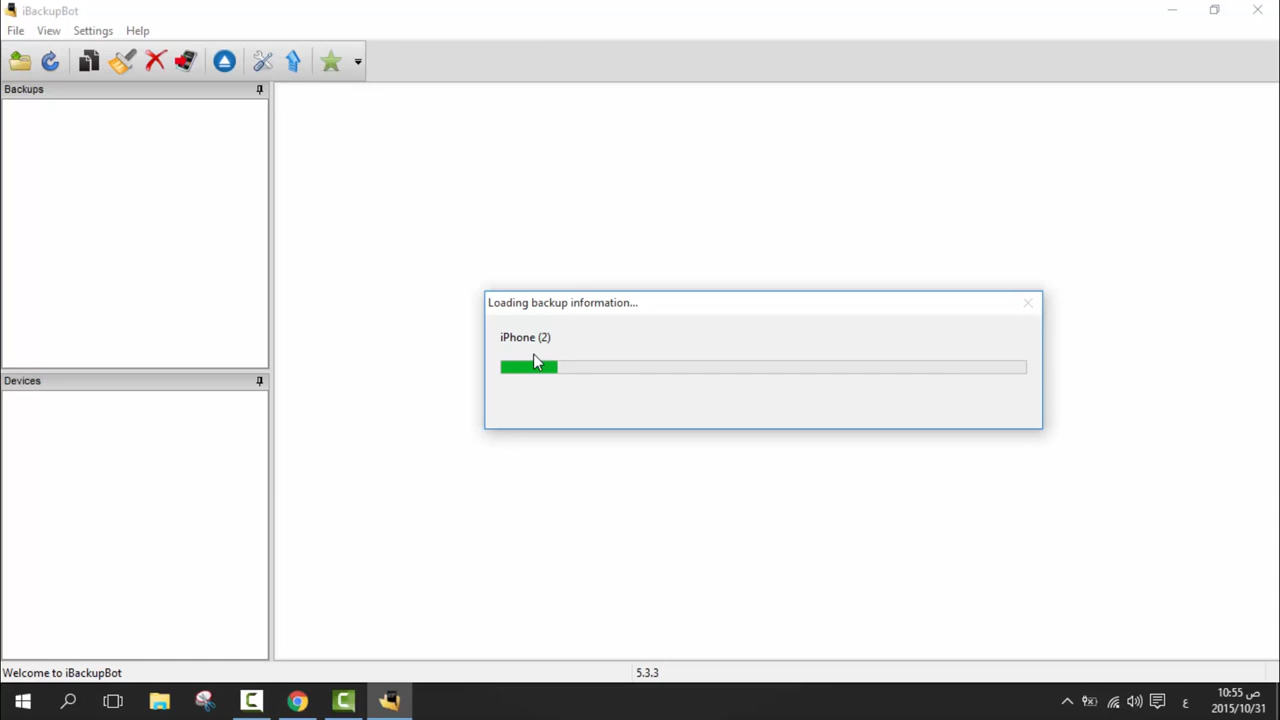 iBackupBot
File View Settings Help
Backups
Loading backup information...
iPhone (2)
Devices
Welcome to iBackupBot 5.3.3
ع
10:55 ص
2015/10/31